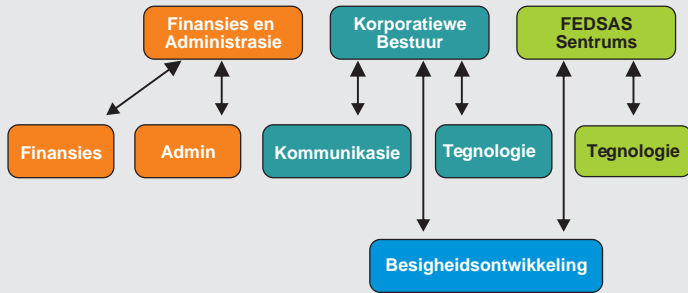 Finansies en
Administrasie
Korporatiewe
Bestuur
FEDSAS
Sentrums
Finansies
Admin
Kommunikasie
Tegnologie
Tegnologie
Besigheidsontwikkeling